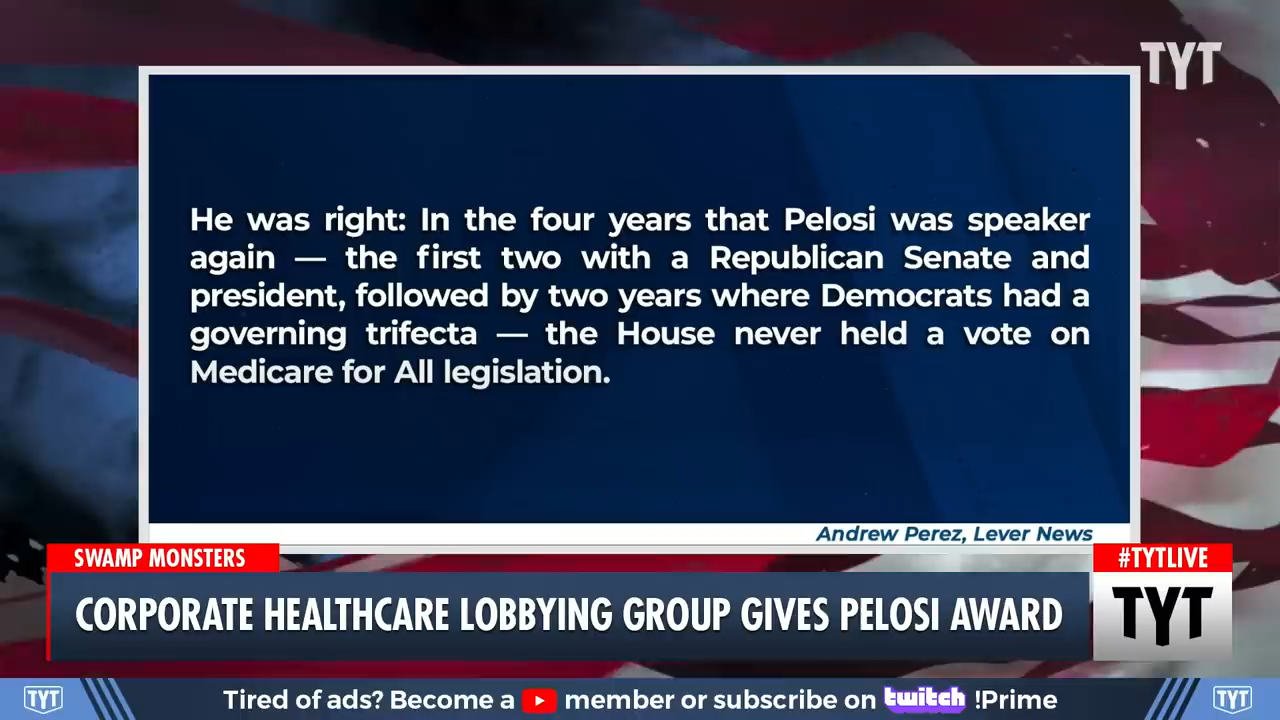 TYT
He was right: In the four years that Pelosi was speaker
again — the first two with a Republican Senate and
president, followed by two years where Democrats had a
governing trifecta — the House never held a vote on
Medicare for All legislation.
Andrew Perez, Lever News
SWAMP MONSTERS
#TYTLIVE
CORPORATE HEALTHCARE LOBBYING GROUP GIVES PELOSI AWARD
TYT
TYT
Tired of ads? Become a member or subscribe on twitch !Prime
TYT